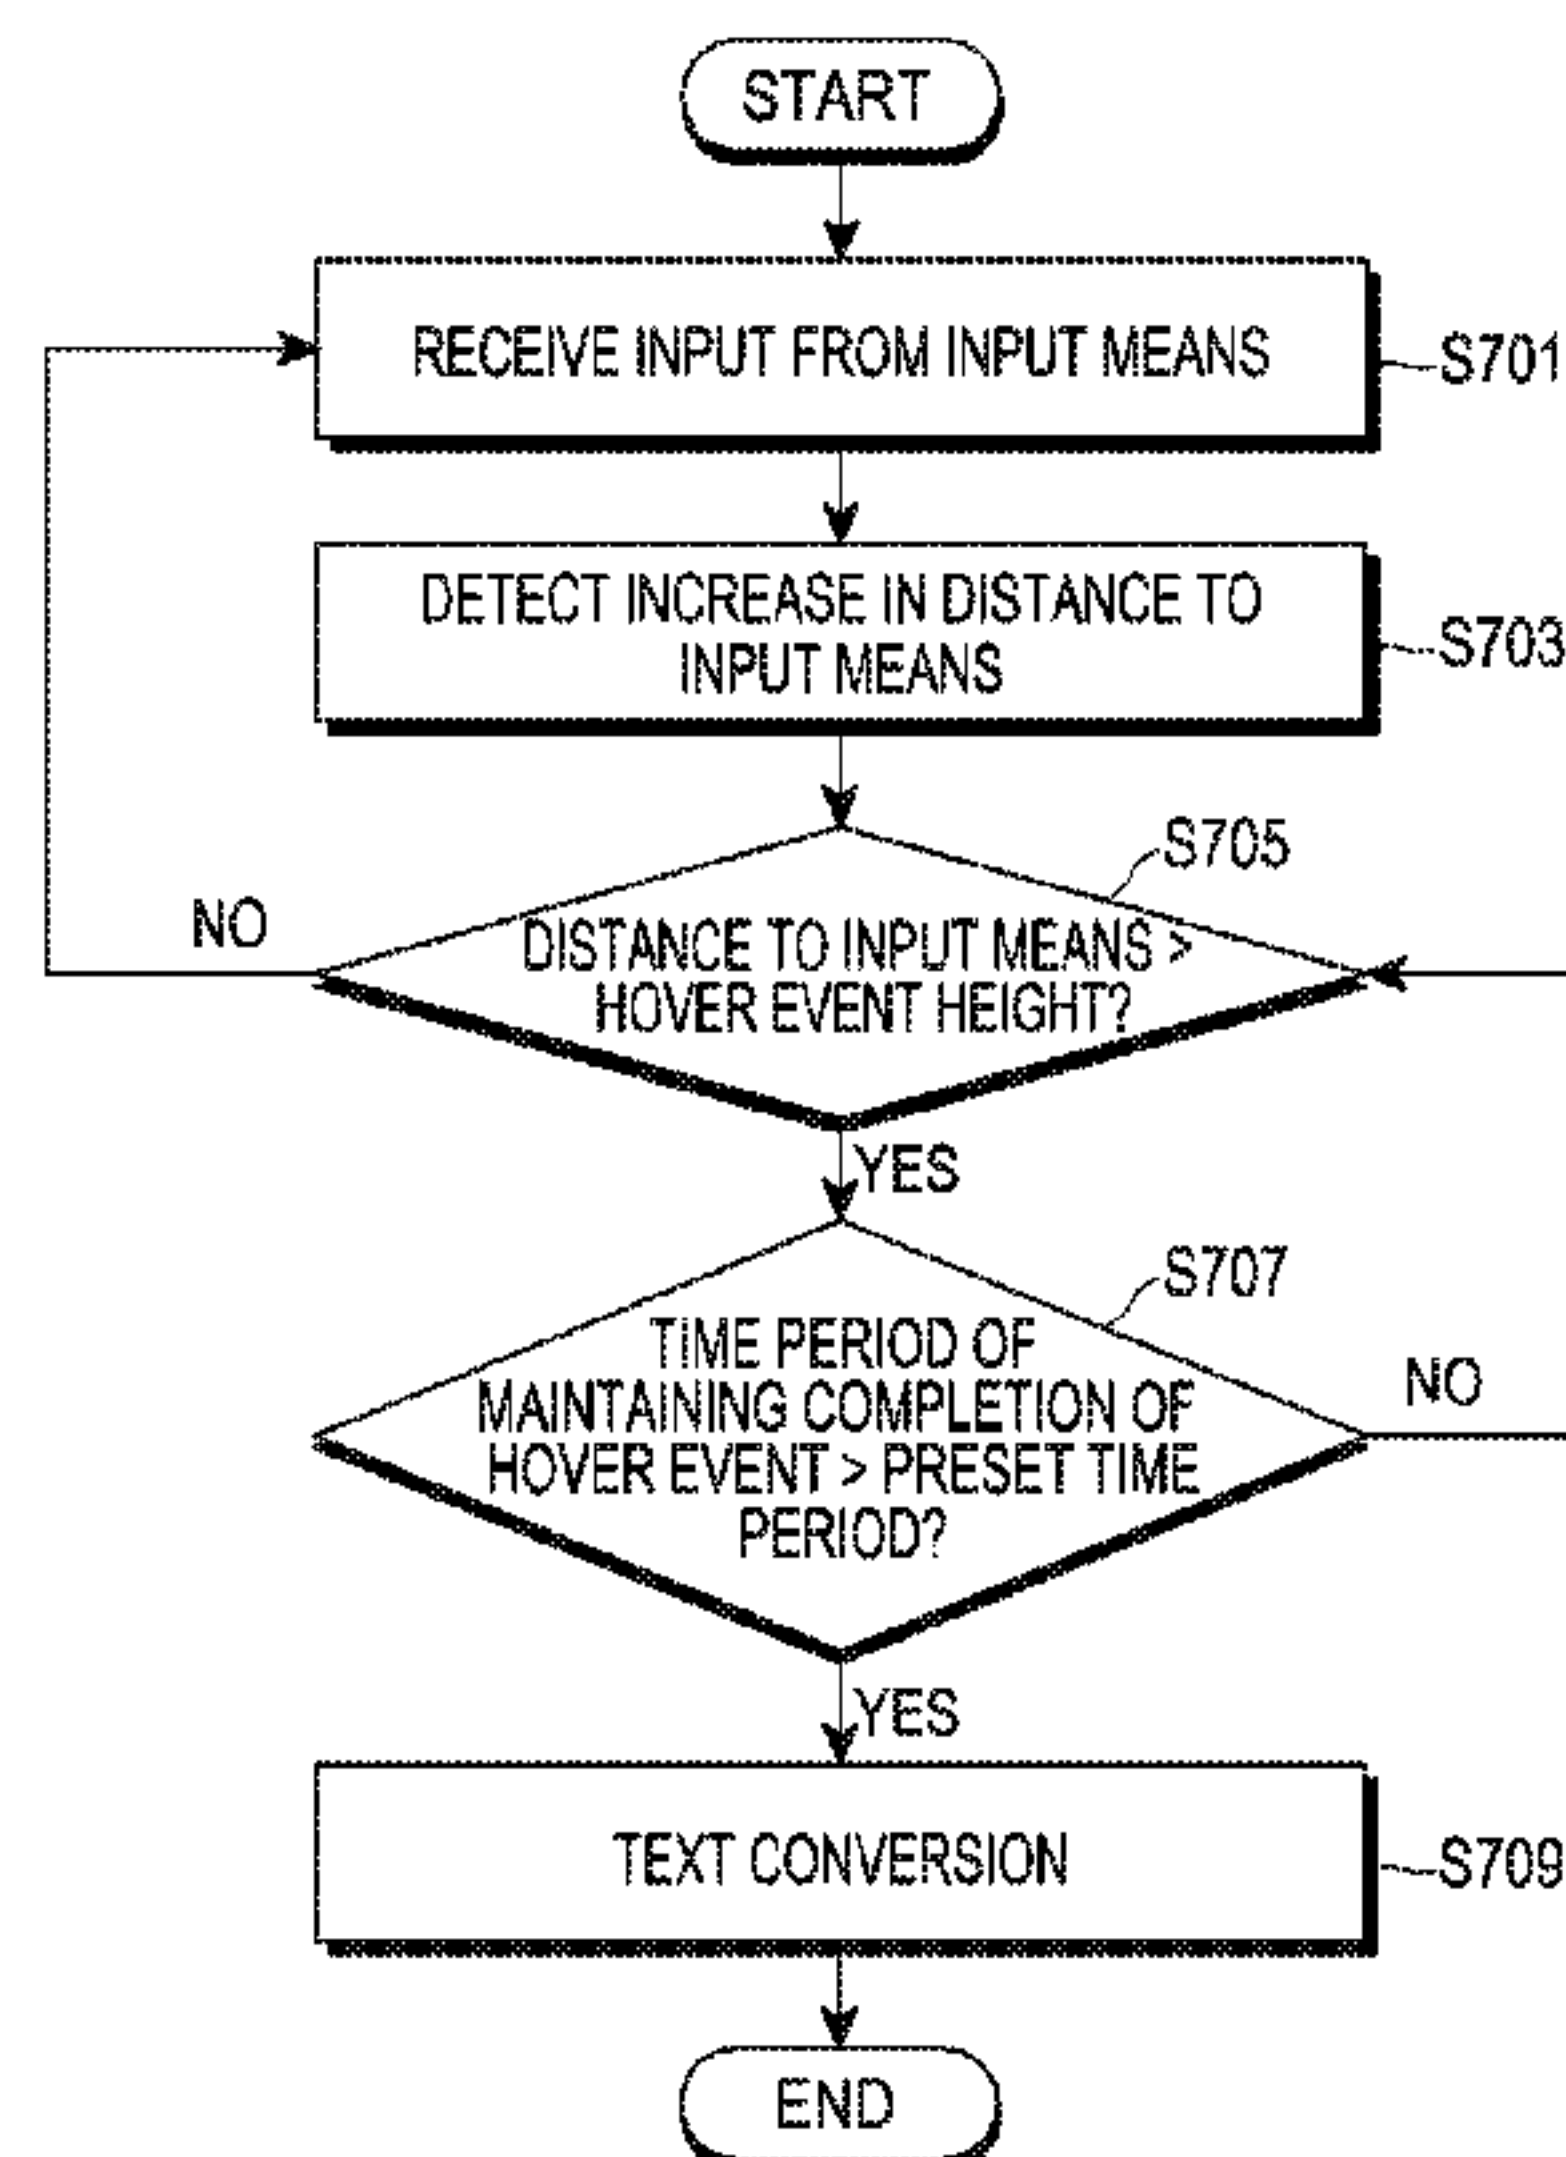 START
RECEIVE INPUT FROM INPUT MEANS
S701
DETECT INCREASE IN DISTANCE TO
INPUT MEANS
S703
S705
NO
DISTANCE TO INPUT MEANS >
HOVER EVENT HEIGHT?
YES
S707
TIME PERIOD OF
MAINTAINING COMPLETION OF
HOVER EVENT > PRESET TIME
PERIOD?
NO
YES
TEXT CONVERSION
S709
END